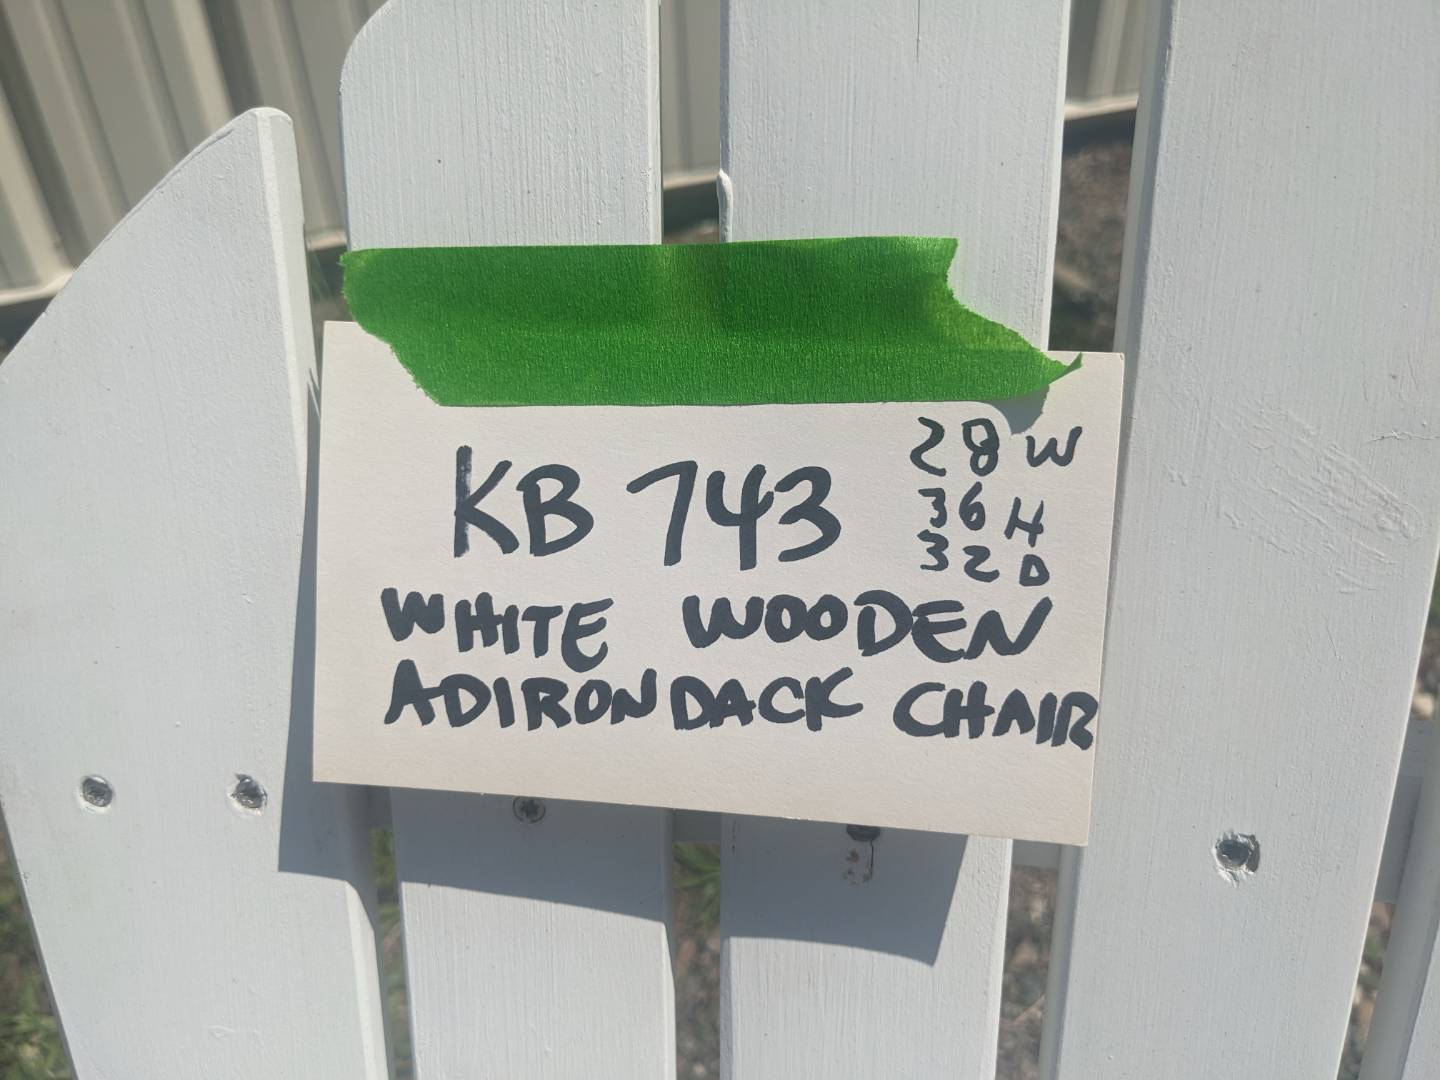 KB 743
28 W
36 H
32 D
WHITE WOODEN
ADIRONDACK CHAIR